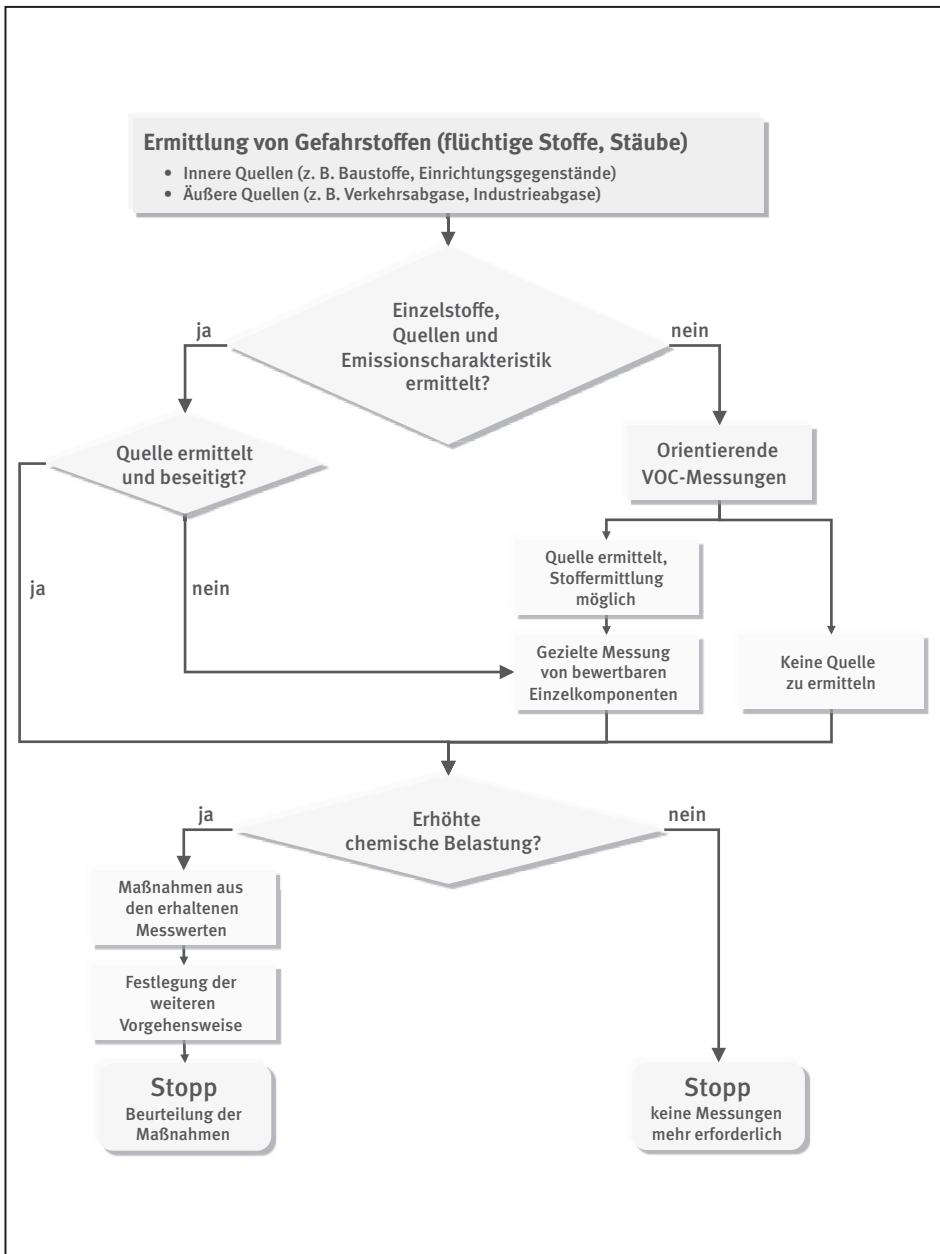 Ermittlung von Gefahrstoffen (flüchtige Stoffe, Stäube)
• Innere Quellen (z. B. Baustoffe, Einrichtungsgegenstände)
• Äußere Quellen (z. B. Verkehrsabgase, Industrieabgase)
Einzelstoffe,
Quellen und
Emissionscharakteristik
ermittelt?
ja
nein
Quelle ermittelt
und beseitigt?
Orientierende
VOC-Messungen
ja
nein
Quelle ermittelt,
Stoffermittlung
möglich
Gezielte Messung
von bewertbaren
Einzelkomponenten
Keine Quelle
zu ermitteln
Erhöhte
chemische Belastung?
ja
nein
Maßnahmen aus
den erhaltenen
Messwerten
Festlegung der
weiteren
Vorgehensweise
Stopp
Beurteilung der
Maßnahmen
Stopp
keine Messungen
mehr erforderlich